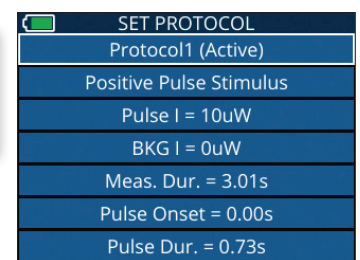 SET PROTOCOL
Protocol1 (Active)
Positive Pulse Stimulus
Pulse I = 10uW
BKG I = 0uW
Meas. Dur. = 3.01s
Pulse Onset = 0.00s
Pulse Dur. = 0.73s